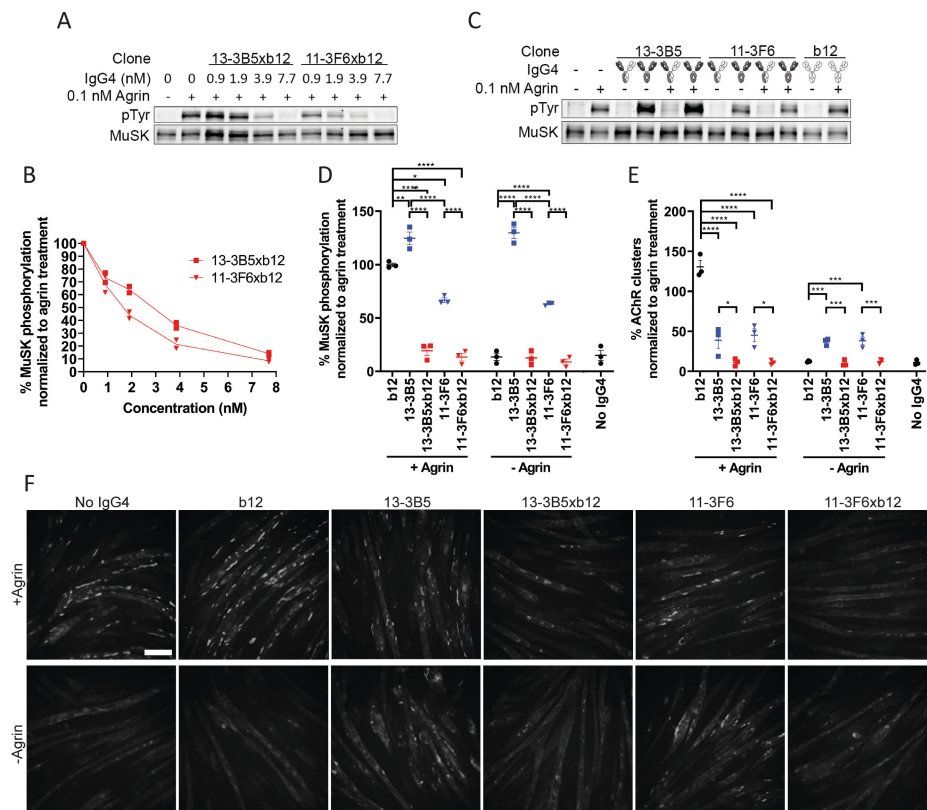 A
Clone 13-3B5xb12 11-3F6xb12
IgG4 (nM) 0 0 0.9 1.9 3.9 7.7 0.9 1.9 3.9 7.7
0.1 nM Agrin - + + + + + + + + +
pTyr
MuSK
C
Clone 13-3B5 11-3F6 b12
IgG4 - -
0.1 nM Agrin - + - - + + - - + + - +
pTyr
MuSK
B
% MuSK phosphorylation
normalized to agrin treatment
100
90
80
70
60
50
40
30
20
10
0
0 1 2 3 4 5 6 7 8
Concentration (nM)
13-3B5xb12
11-3F6xb12
D
% MuSK phosphorylation
normalized to agrin treatment
150
100
50
0
**** * **** ** **** **** ****
**** **** **** **** ****
b12
13-3B5
13-3B5xb12
11-3F6
11-3F6xb12
b12
13-3B5
13-3B5xb12
11-3F6
11-3F6xb12
No IgG4
+ Agrin - Agrin
E
% AChR clusters
normalized to agrin treatment
200
150
100
50
0
**** **** **** **** * *
*** *** *** ***
b12
13-3B5
13-3B5xb12
11-3F6
11-3F6xb12
b12
13-3B5
13-3B5xb12
11-3F6
11-3F6xb12
No IgG4
+ Agrin - Agrin
F
No IgG4 b12 13-3B5 13-3B5xb12 11-3F6 11-3F6xb12
+Agrin
-Agrin